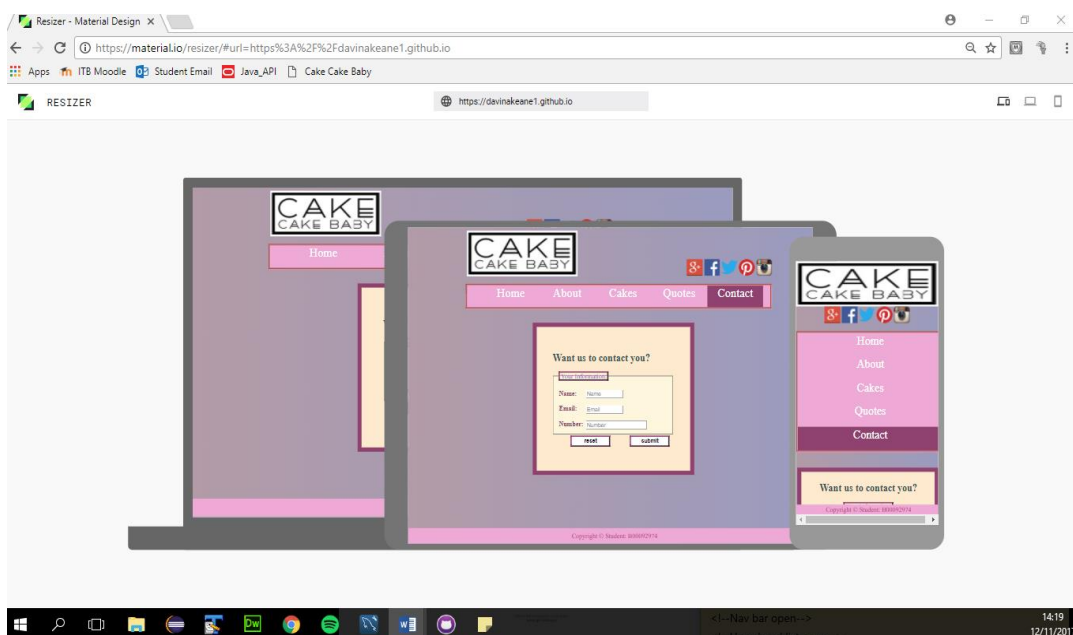 Resizer - Material Design
https://material.io/resizer/#url=https%3A%2F%2Fdavinakeane1.github.io
Apps ITB Moodle Student Email Java_API Cake Cake Baby
RESIZER https://davinakeane1.github.io
CAKE
CAKE BABY
Home
CAKE
CAKE BABY
Home About Cakes Quotes Contact
Want us to contact you?
Your Information:
Name: Name
Email: Email
Number: Number
reset submit
Copyright © Student: B00092974
CAKE
CAKE BABY
Home
About
Cakes
Quotes
Contact
Want us to contact you?
Copyright © Student: B00092974
<!--Nav bar open-->
14:19
12/11/2017